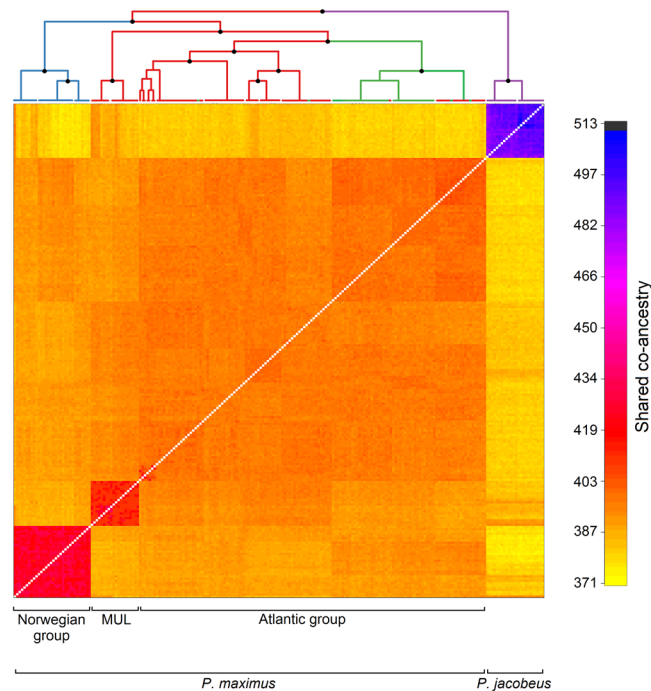 513
497
482
466
450
434
419
403
387
371
Shared co-ancestry
Norwegian
group
MUL
Atlantic group
P. maximus
P. jacobeus